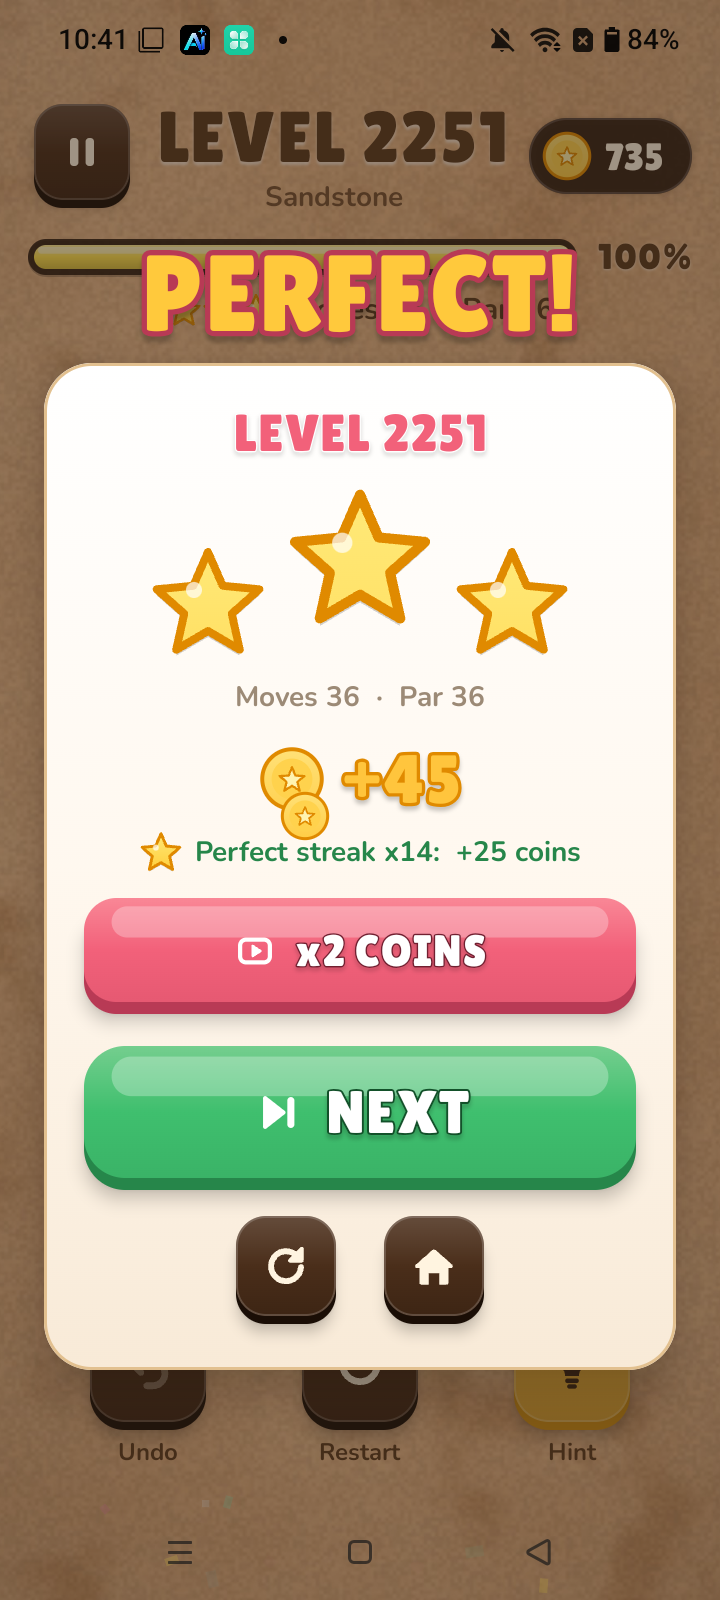 10:41
84%
LEVEL 2251
735
Sandstone
100%
PERFECT!
LEVEL 2251
Moves 36 · Par 36
+45
Perfect streak x14: +25 coins
x2 COINS
NEXT
Undo
Restart
Hint